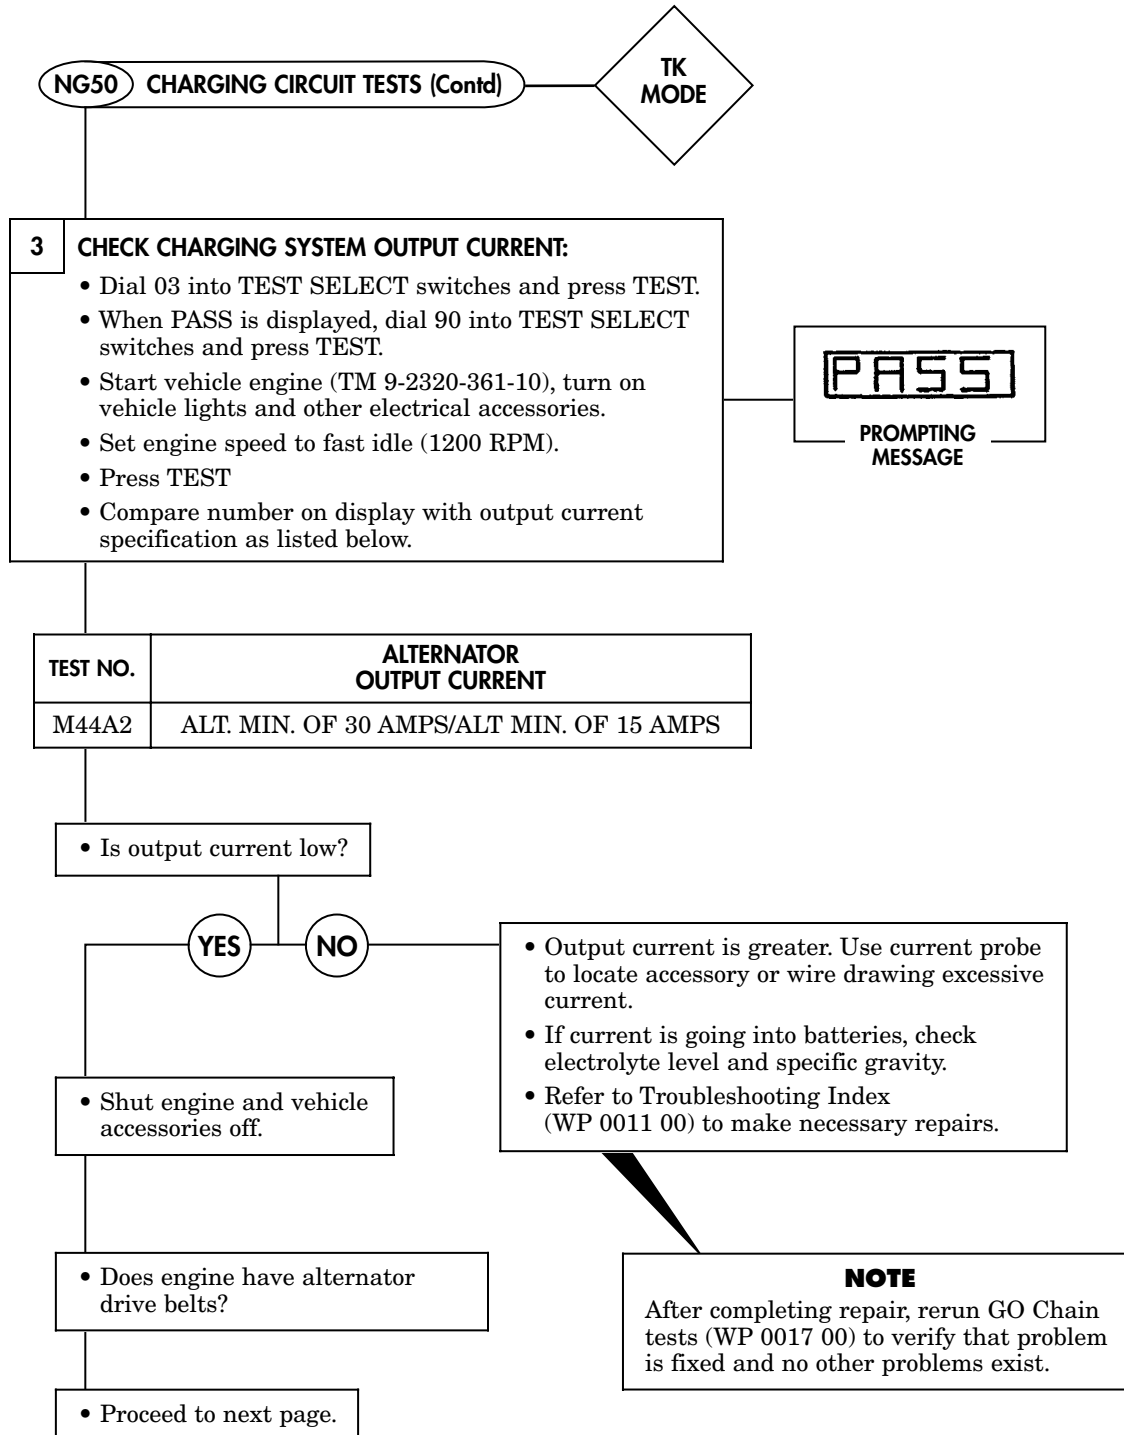 NG50 CHARGING CIRCUIT TESTS (Contd)
TK
MODE
3 CHECK CHARGING SYSTEM OUTPUT CURRENT:
• Dial 03 into TEST SELECT switches and press TEST.
• When PASS is displayed, dial 90 into TEST SELECT
switches and press TEST.
• Start vehicle engine (TM 9-2320-361-10), turn on
vehicle lights and other electrical accessories.
• Set engine speed to fast idle (1200 RPM).
• Press TEST
• Compare number on display with output current
specification as listed below.
PASS
PROMPTING
MESSAGE
TEST NO.
ALTERNATOR
OUTPUT CURRENT
M44A2
ALT. MIN. OF 30 AMPS/ALT MIN. OF 15 AMPS
• Is output current low?
YES
NO
• Output current is greater. Use current probe
to locate accessory or wire drawing excessive
current.
• If current is going into batteries, check
electrolyte level and specific gravity.
• Refer to Troubleshooting Index
(WP 0011 00) to make necessary repairs.
• Shut engine and vehicle
accessories off.
• Does engine have alternator
drive belts?
NOTE
After completing repair, rerun GO Chain
tests (WP 0017 00) to verify that problem
is fixed and no other problems exist.
• Proceed to next page.